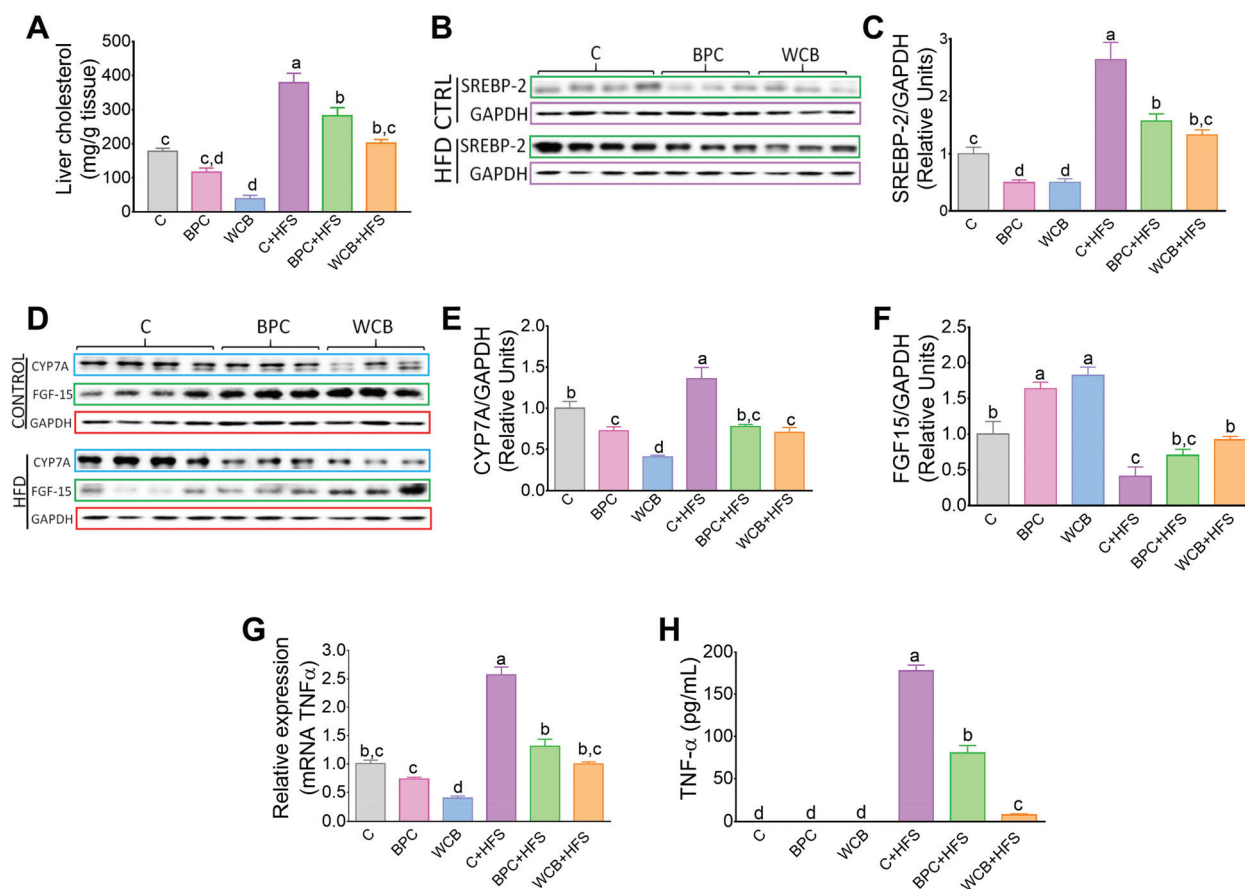 A
Liver cholesterol
(mg/g tissue)
500
400
300
200
100
0
c
c,d
d
a
b
b,c
C
BPC
WCB
C+HFS
BPC+HFS
WCB+HFS
B
C
BPC
WCB
HFD CTRL
SREBP-2
GAPDH
SREBP-2
GAPDH
C
SREBP-2/GAPDH
(Relative Units)
3
2
1
0
c
d
d
a
b
b,c
C
BPC
WCB
C+HFS
BPC+HFS
WCB+HFS
D
C
BPC
WCB
CONTROL
CYP7A
FGF-15
GAPDH
HFD
CYP7A
FGF-15
GAPDH
E
CYP7A/GAPDH
(Relative Units)
2.0
1.5
1.0
0.5
0.0
b
c
d
a
b,c
c
C
BPC
WCB
C+HFS
BPC+HFS
WCB+HFS
F
FGF15/GAPDH
(Relative Units)
2.5
2.0
1.5
1.0
0.5
0.0
b
a
a
c
b,c
b
C
BPC
WCB
C+HFS
BPC+HFS
WCB+HFS
G
Relative expression
(mRNA TNFα)
3.0
2.5
2.0
1.5
1.0
0.5
0.0
b,c
c
d
a
b
b,c
C
BPC
WCB
C+HFS
BPC+HFS
WCB+HFS
H
TNF-α (pg/mL)
200
150
100
50
0
d
d
d
a
b
c
C
BPC
WCB
C+HFS
BPC+HFS
WCB+HFS